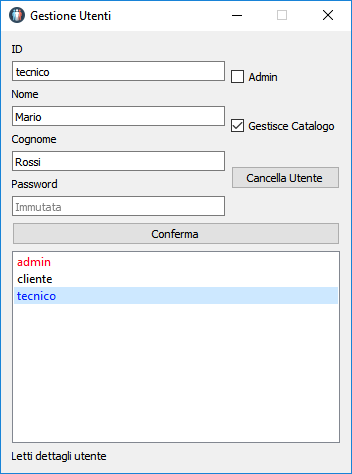 Gestione Utenti
ID
tecnico
Admin
Nome
Mario
Gestisce Catalogo
Cognome
Rossi
Cancella Utente
Password
Immutata
Conferma
admin
cliente
tecnico
Letti dettagli utente